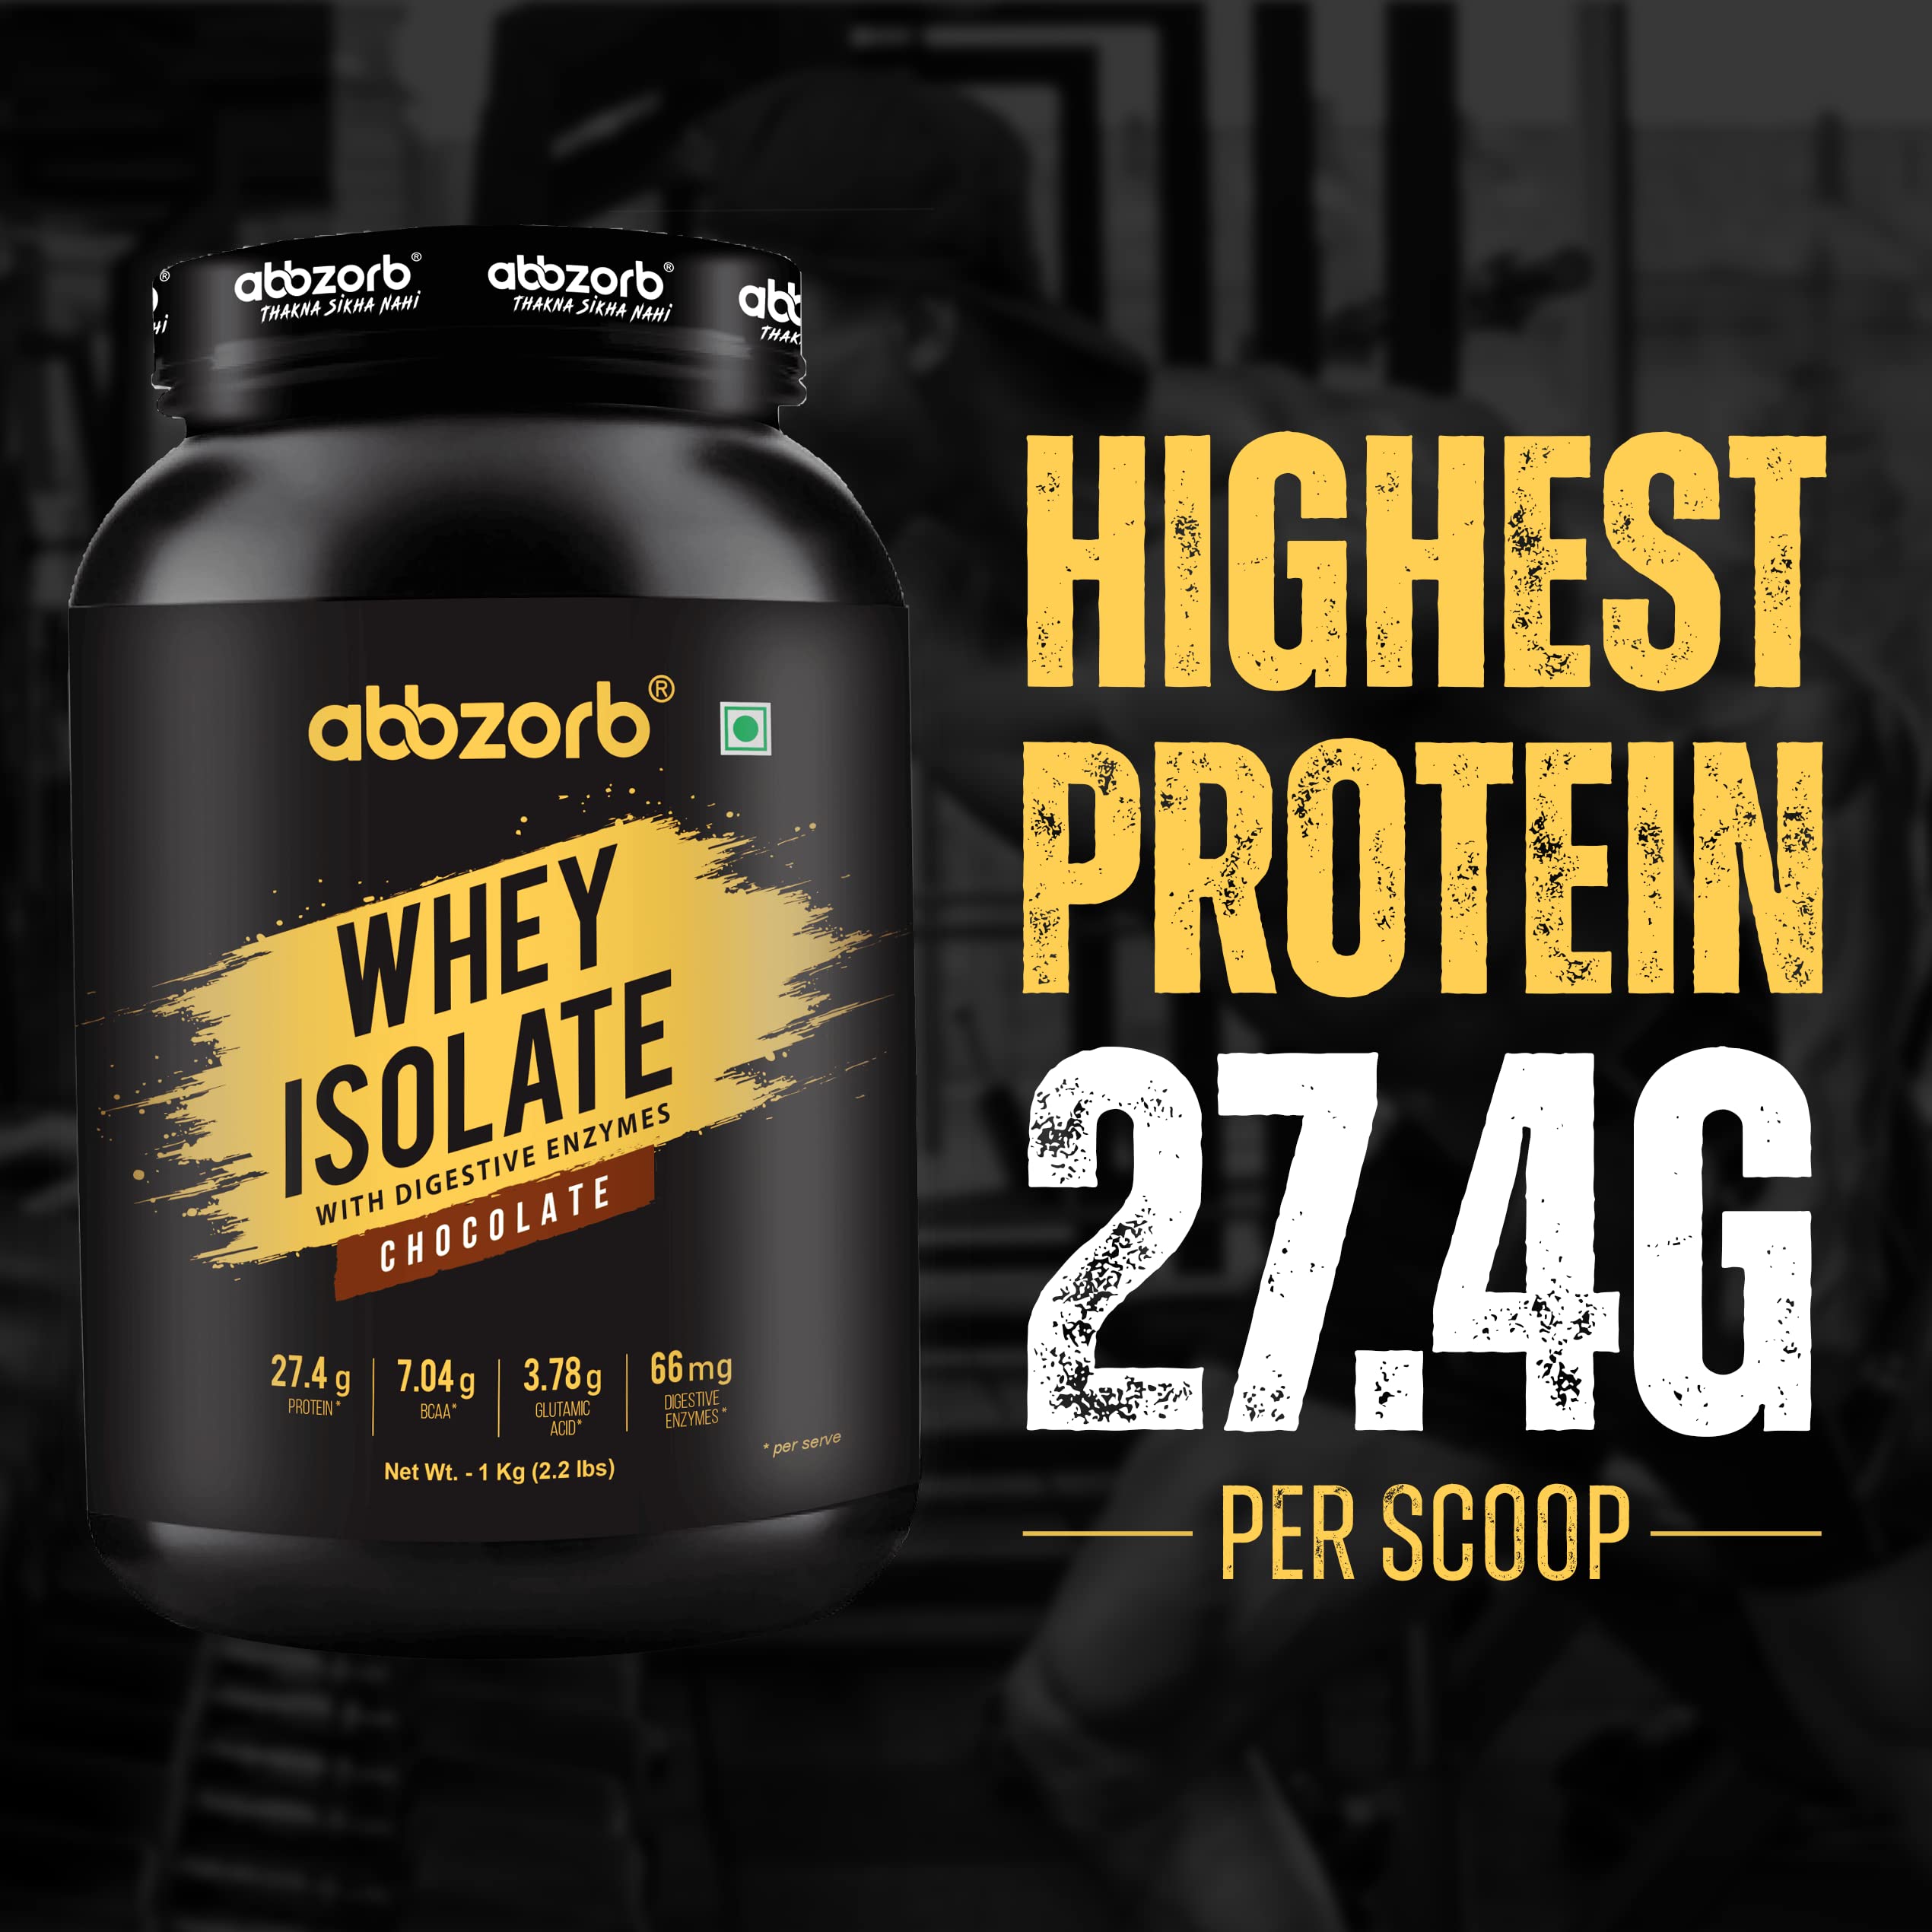 abbzorb®
THAKNA SIKHA NAHI
abbzorb®
THAKNA SIKHA NAHI
abb
THAK
abbzorb®
WHEY
ISOLATE
WITH DIGESTIVE ENZYMES
CHOCOLATE
27.4 g
PROTEIN*
7.04 g
BCAA*
3.78 g
GLUTAMIC
ACID*
66 mg
DIGESTIVE
ENZYMES*
* per serve
Net Wt. - 1 Kg (2.2 lbs)
HIGHEST
PROTEIN
27.4G
PER SCOOP